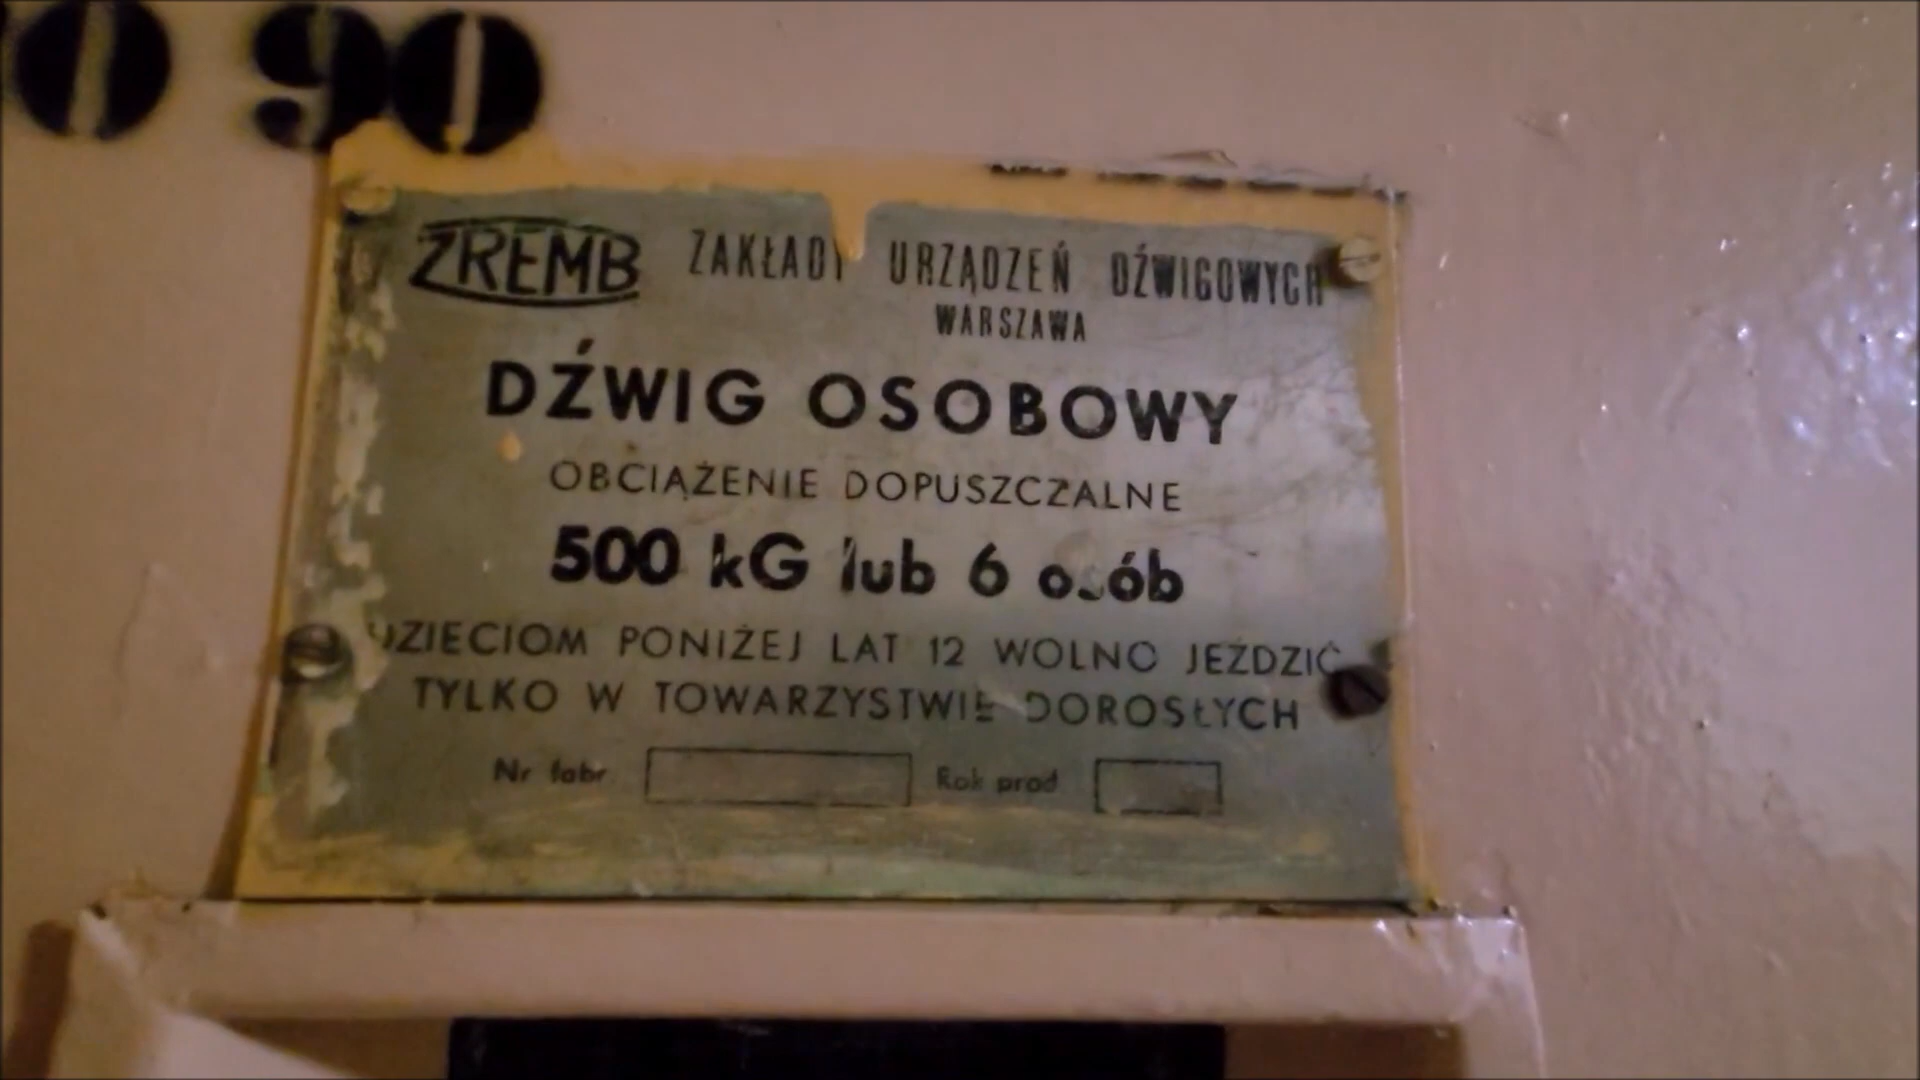 0 90
ZREMB ZAKŁADY URZĄDZEŃ DŹWIGOWYCH
WARSZAWA
DŹWIG OSOBOWY
OBCIĄŻENIE DOPUSZCZALNE
500 kG lub 6 osób
DZIECIOM PONIŻEJ LAT 12 WOLNO JEŹDZIĆ
TYLKO W TOWARZYSTWIE DOROSŁYCH
Nr fabr Rok prod